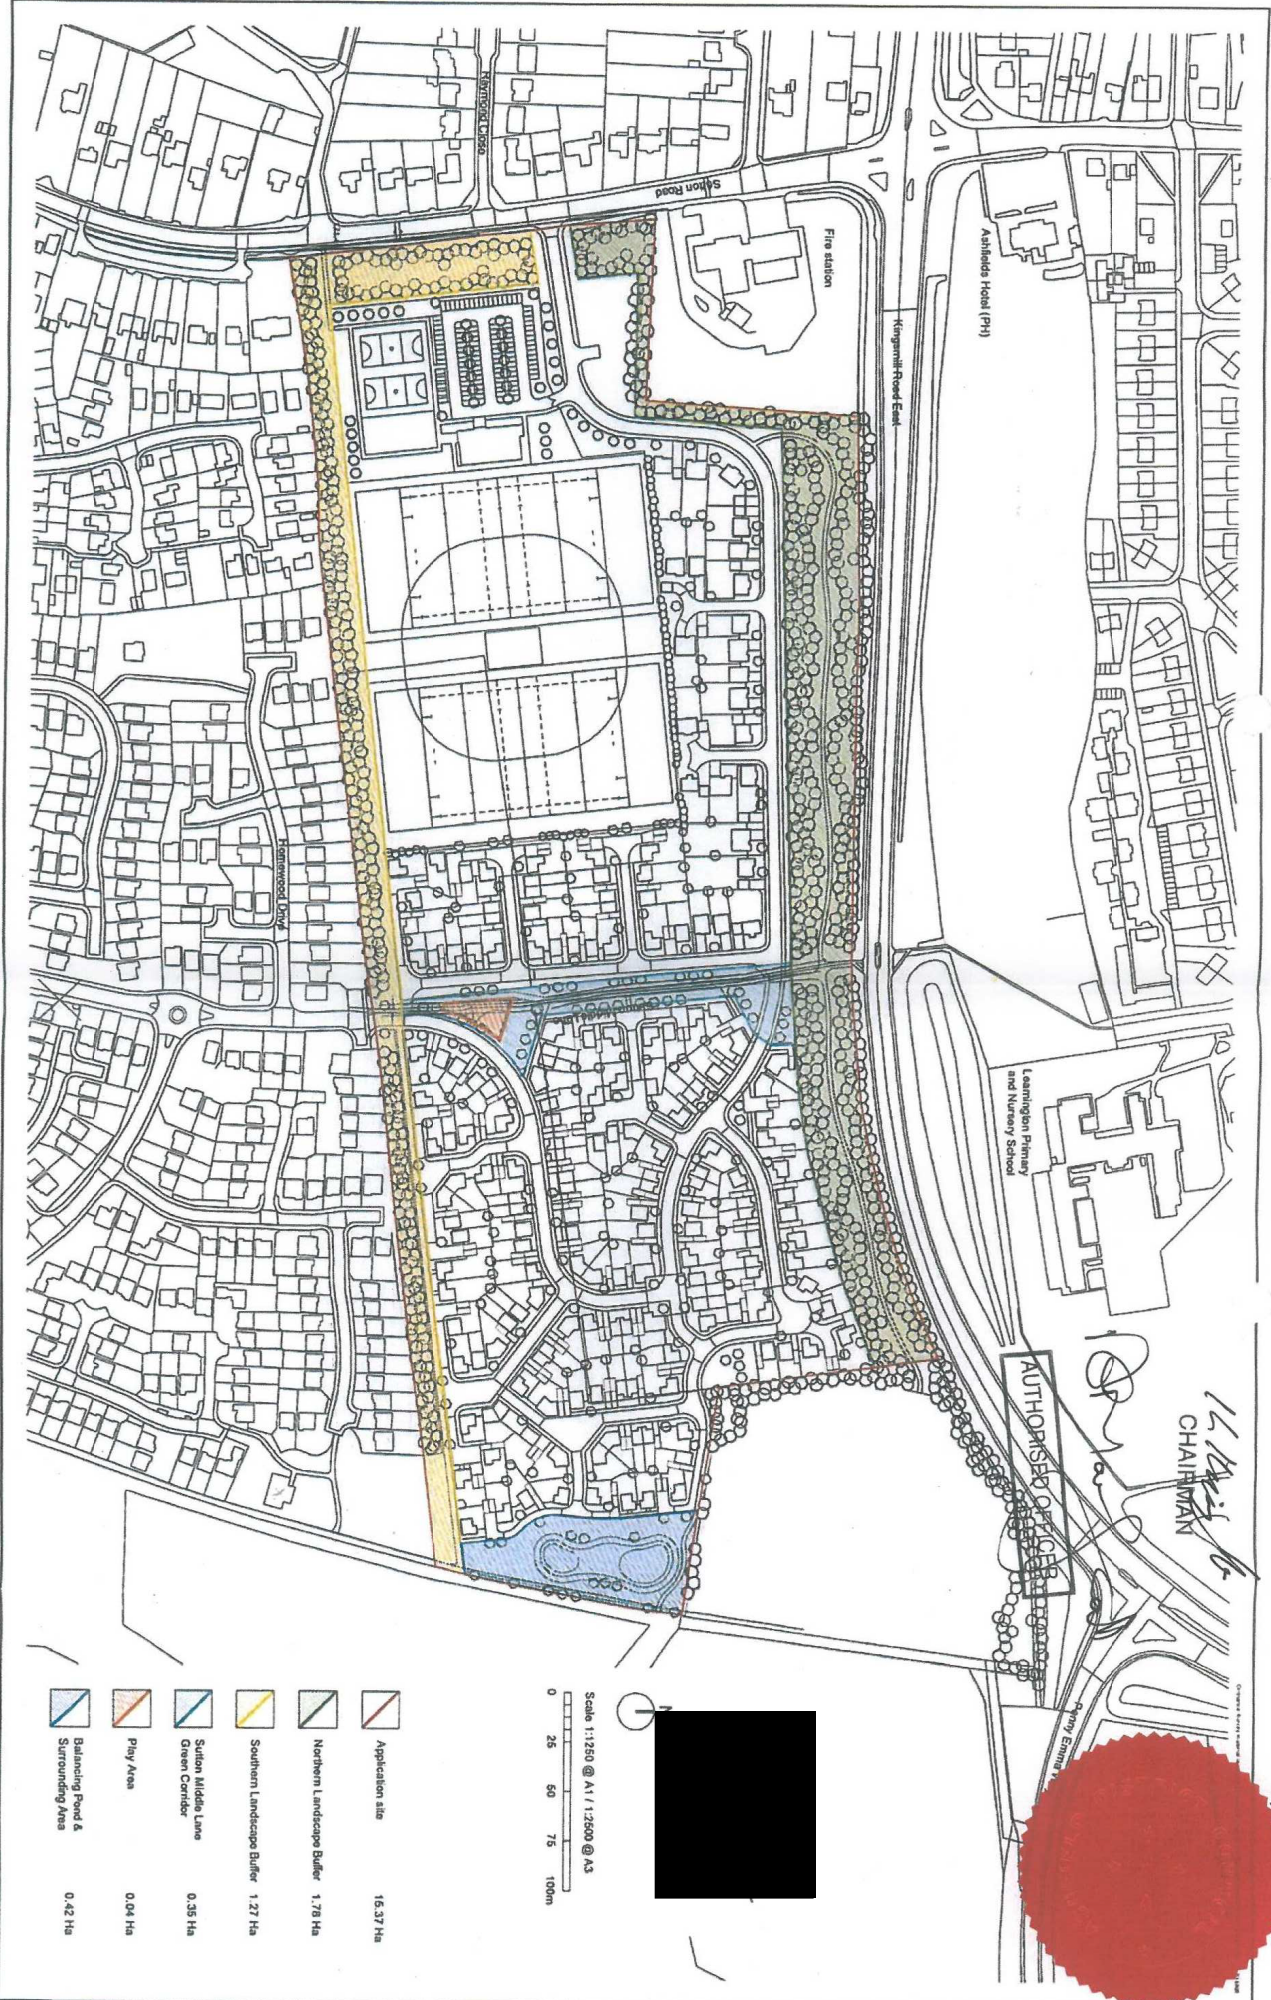 Raymond Close
Sutton Road
Fire station
Ashfields Hotel (PH)
Kingsmill Road East
Homewood Drive
Leamington Primary
and Nursery School
CHAIRMAN
AUTHORISED OFFICER
Penny Emma
N
Scale 1:1250 @ A1 / 1:2500 @ A3
0 25 50 75 100m
Application site 15.37 Ha
Northern Landscape Buffer 1.78 Ha
Southern Landscape Buffer 1.27 Ha
Sutton Middle Lane
Green Corridor 0.35 Ha
Play Area 0.04 Ha
Balancing Pond &
Surrounding Area 0.42 Ha